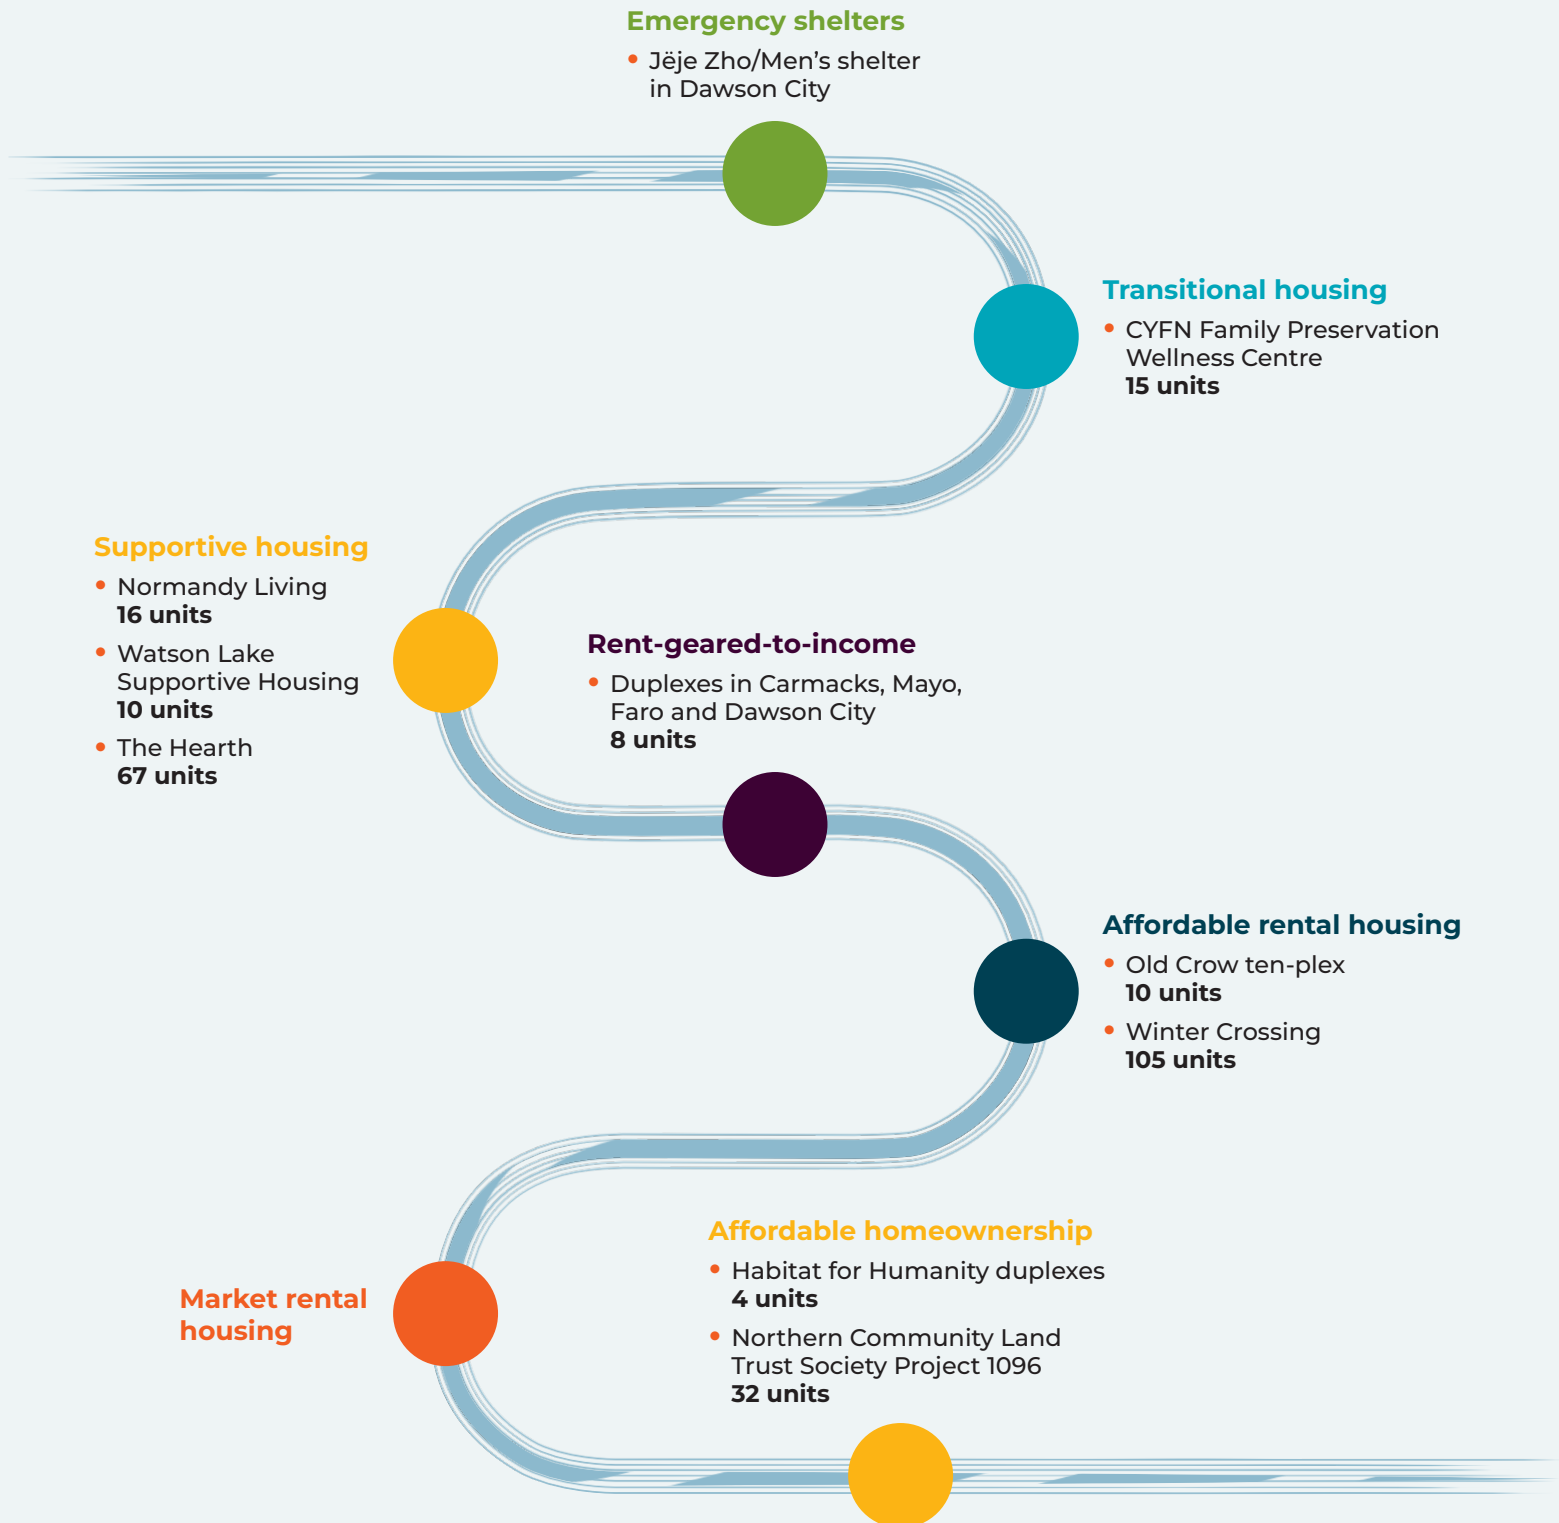 Emergency shelters
• Jëje Zho/Men’s shelter
in Dawson City
Transitional housing
• CYFN Family Preservation
Wellness Centre
15 units
Supportive housing
• Normandy Living
16 units
• Watson Lake
Supportive Housing
10 units
• The Hearth
67 units
Rent-geared-to-income
• Duplexes in Carmacks, Mayo,
Faro and Dawson City
8 units
Affordable rental housing
• Old Crow ten-plex
10 units
• Winter Crossing
105 units
Market rental
housing
Affordable homeownership
• Habitat for Humanity duplexes
4 units
• Northern Community Land
Trust Society Project 1096
32 units